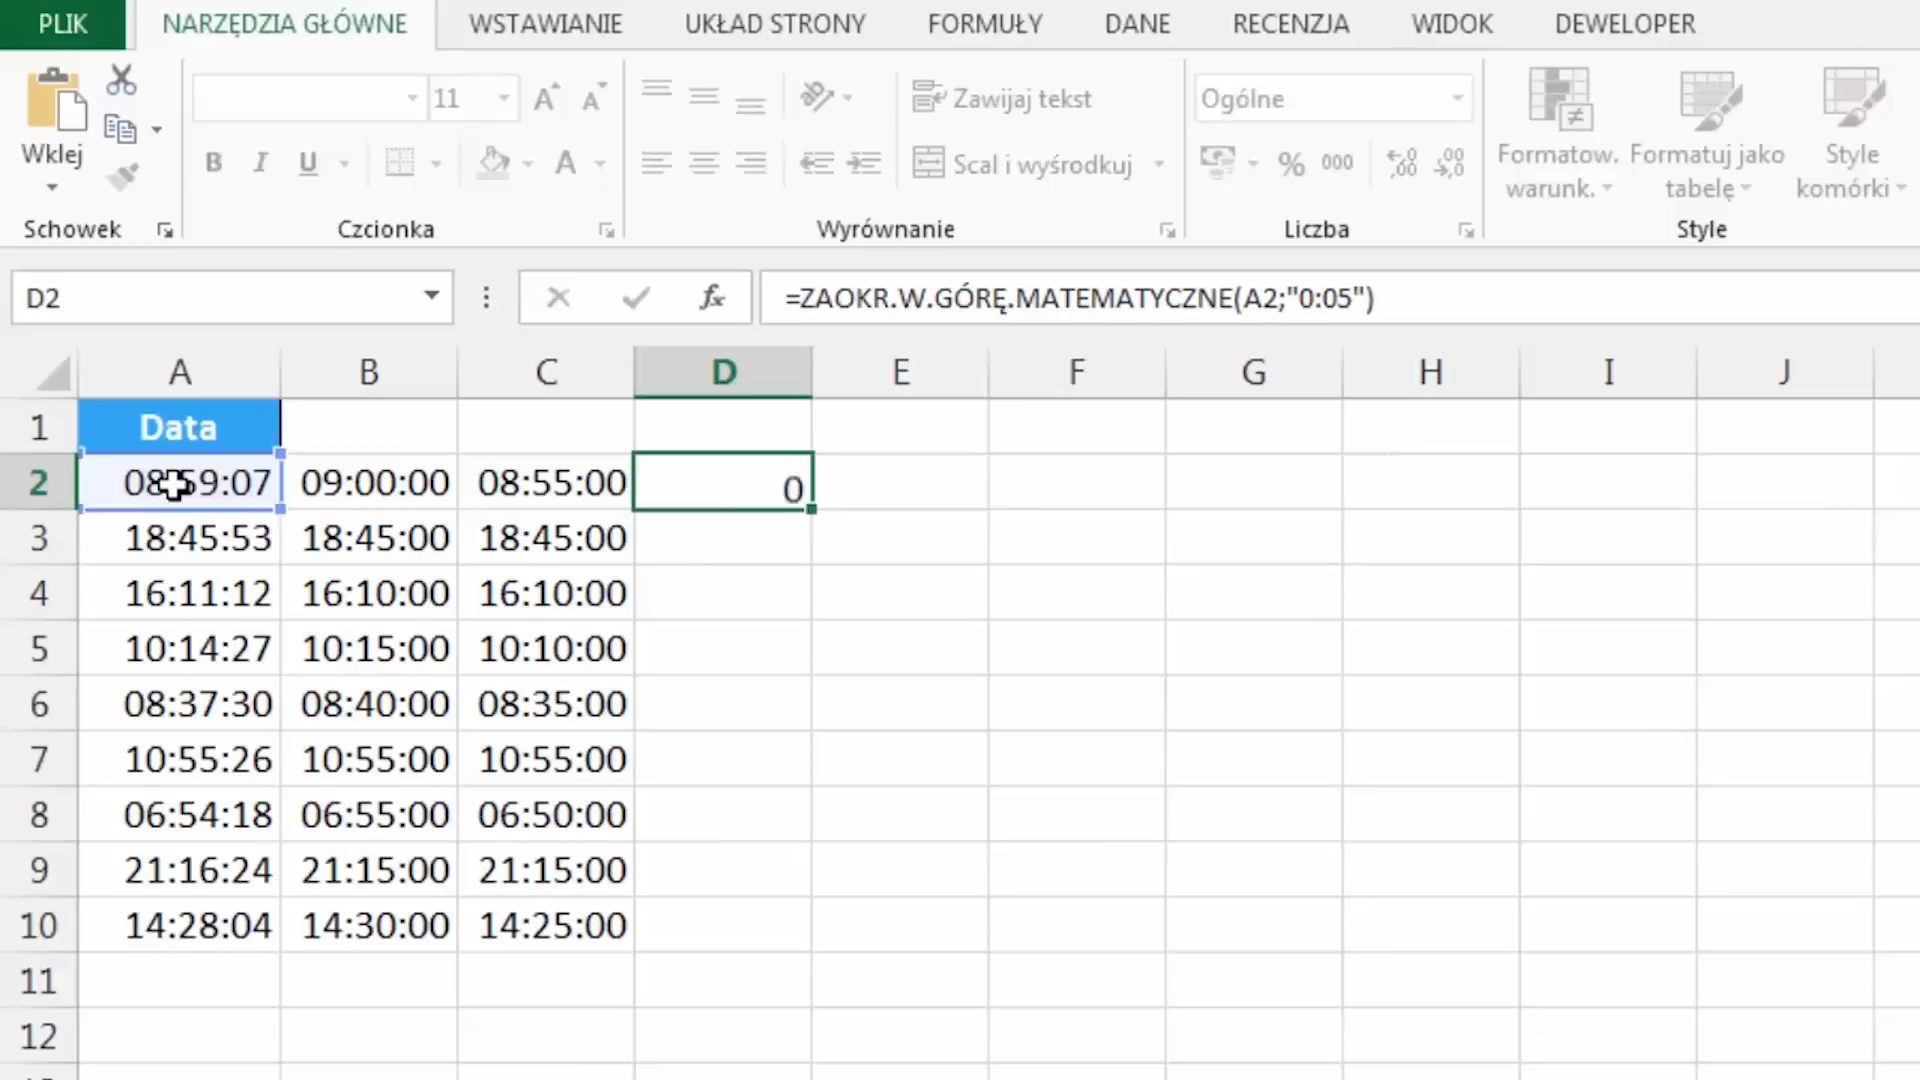 PLIK NARZĘDZIA GŁÓWNE WSTAWIANIE UKŁAD STRONY FORMUŁY DANE RECENZJA WIDOK DEWELOPER
Wklej
11 A A
B I U A
Zawijaj tekst
Scal i wyśrodkuj
Ogólne
% 000 ,00 ,00
Formatow. warunk.
Formatuj jako tabelę
Style komórki
Schowek Czcionka Wyrównanie Liczba Style
D2 fx =ZAOKR.W.GÓRĘ.MATEMATYCZNE(A2;"0:05")
A B C D E F G H I J
1 Data
2 08:59:07 09:00:00 08:55:00 0
3 18:45:53 18:45:00 18:45:00
4 16:11:12 16:10:00 16:10:00
5 10:14:27 10:15:00 10:10:00
6 08:37:30 08:40:00 08:35:00
7 10:55:26 10:55:00 10:55:00
8 06:54:18 06:55:00 06:50:00
9 21:16:24 21:15:00 21:15:00
10 14:28:04 14:30:00 14:25:00
11
12